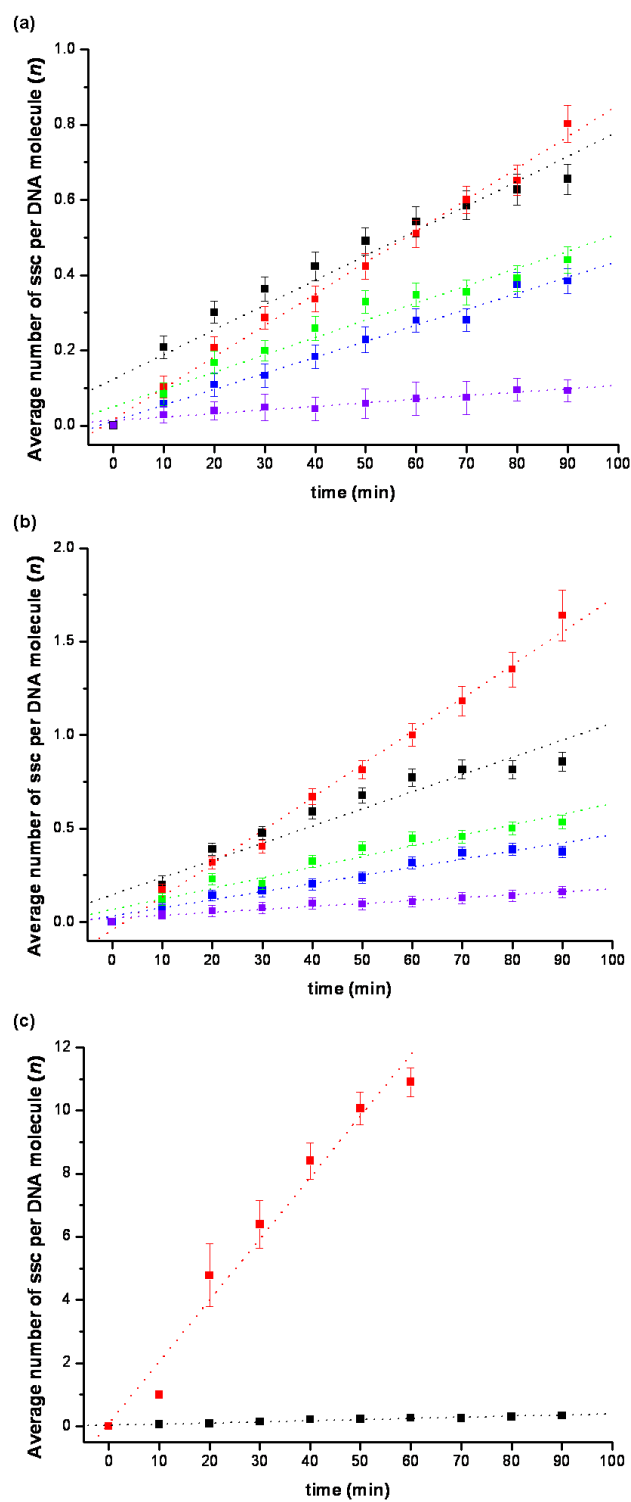 (a)
1.0
0.8
0.6
0.4
0.2
0.0
Average number of ssc per DNA molecule (n)
0 10 20 30 40 50 60 70 80 90 100
time (min)
(b)
2.0
1.5
1.0
0.5
0.0
Average number of ssc per DNA molecule (n)
0 10 20 30 40 50 60 70 80 90 100
time (min)
(c)
12
10
8
6
4
2
0
Average number of ssc per DNA molecule (n)
0 10 20 30 40 50 60 70 80 90 100
time (min)